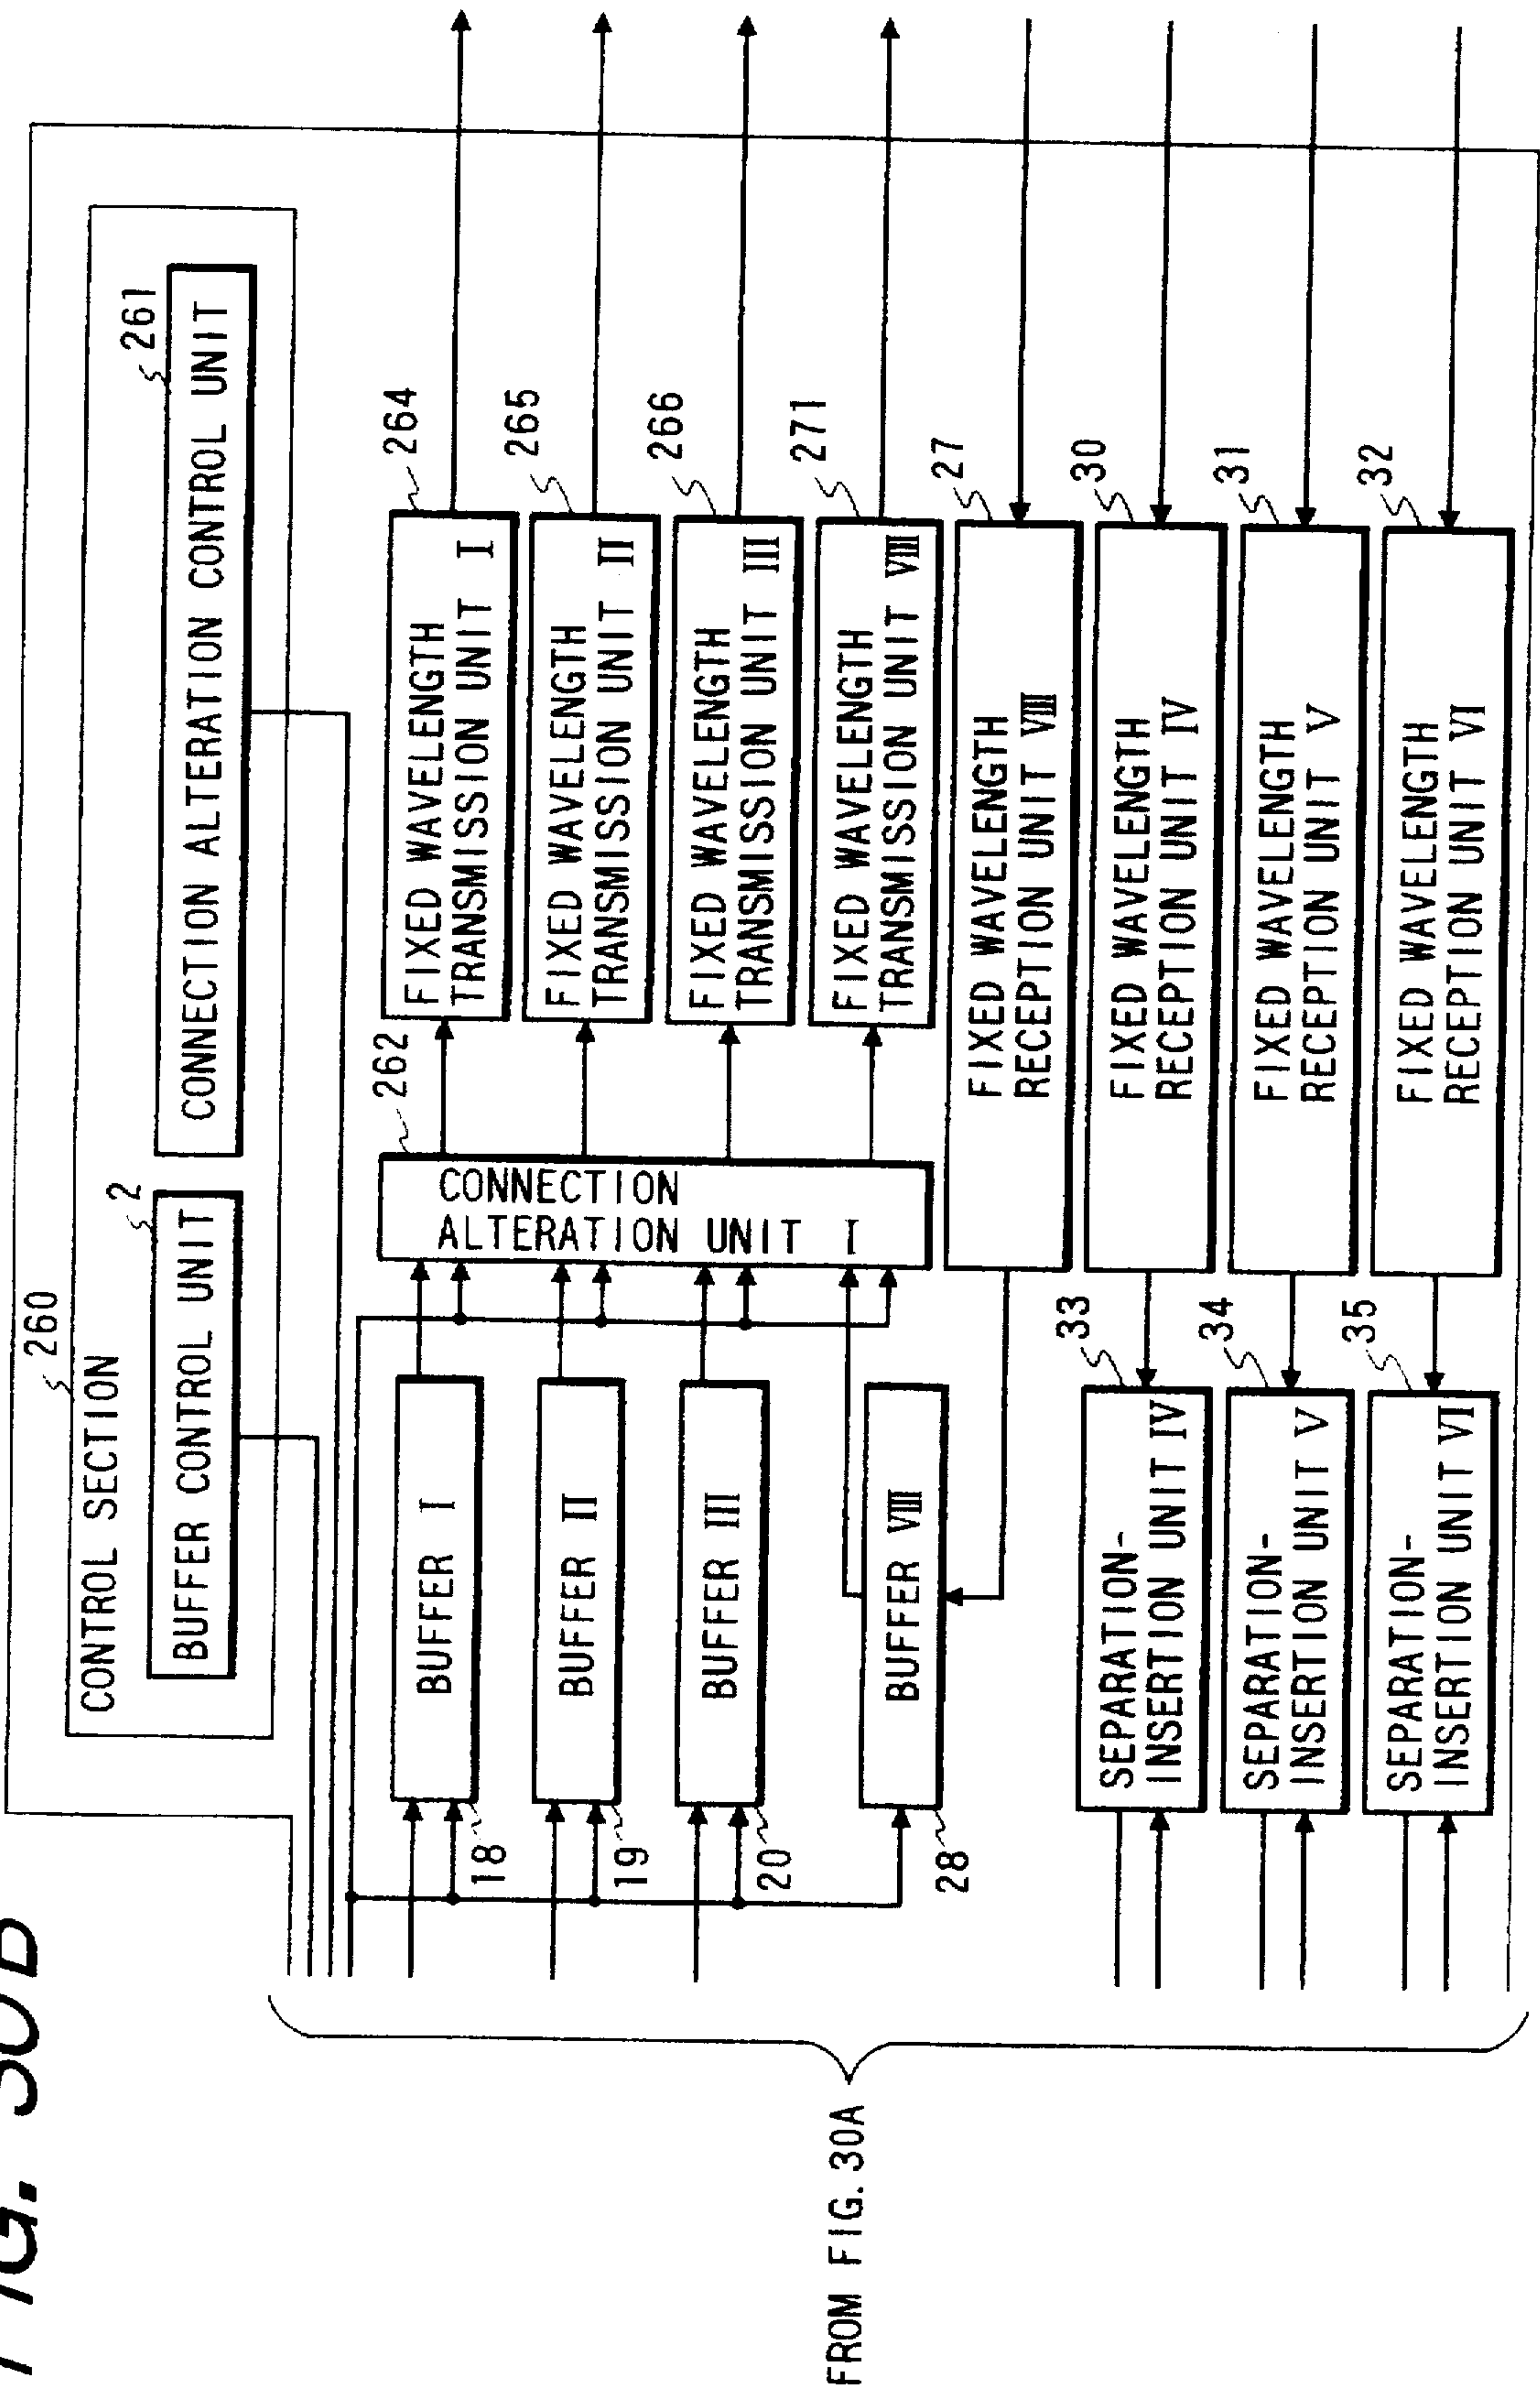 FIG. 30B
260
CONTROL SECTION
2
BUFFER CONTROL UNIT
261
CONNECTION ALTERATION CONTROL UNIT
BUFFER I
18
BUFFER II
19
BUFFER III
20
BUFFER VIII
28
262
CONNECTION
ALTERATION UNIT I
264
FIXED WAVELENGTH
TRANSMISSION UNIT I
265
FIXED WAVELENGTH
TRANSMISSION UNIT II
266
FIXED WAVELENGTH
TRANSMISSION UNIT III
271
FIXED WAVELENGTH
TRANSMISSION UNIT VIII
27
FIXED WAVELENGTH
RECEPTION UNIT VIII
30
FIXED WAVELENGTH
RECEPTION UNIT IV
31
FIXED WAVELENGTH
RECEPTION UNIT V
32
FIXED WAVELENGTH
RECEPTION UNIT VI
33
SEPARATION-
INSERTION UNIT IV
34
SEPARATION-
INSERTION UNIT V
35
SEPARATION-
INSERTION UNIT VI
FROM FIG. 30A